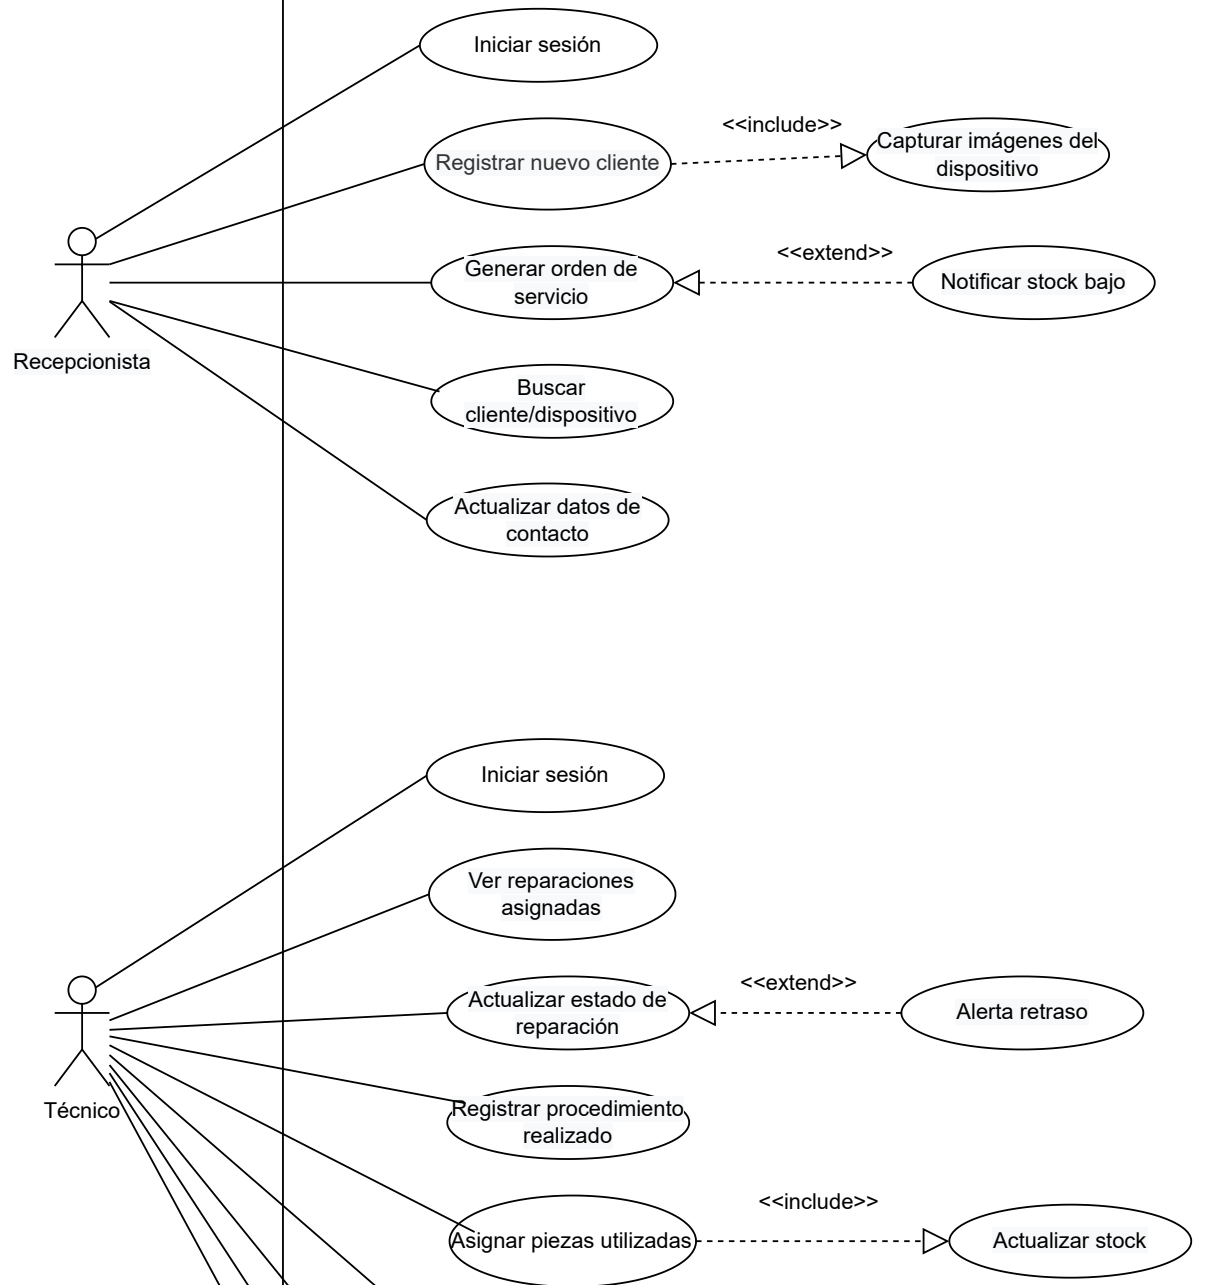 Iniciar sesión
<<include>>
Registrar nuevo cliente
Capturar imágenes del
dispositivo
<<extend>>
Generar orden de
servicio
Notificar stock bajo
Recepcionista
Buscar
cliente/dispositivo
Actualizar datos de
contacto
Iniciar sesión
Ver reparaciones
asignadas
<<extend>>
Actualizar estado de
reparación
Alerta retraso
Técnico
Registrar procedimiento
realizado
<<include>>
Asignar piezas utilizadas
Actualizar stock